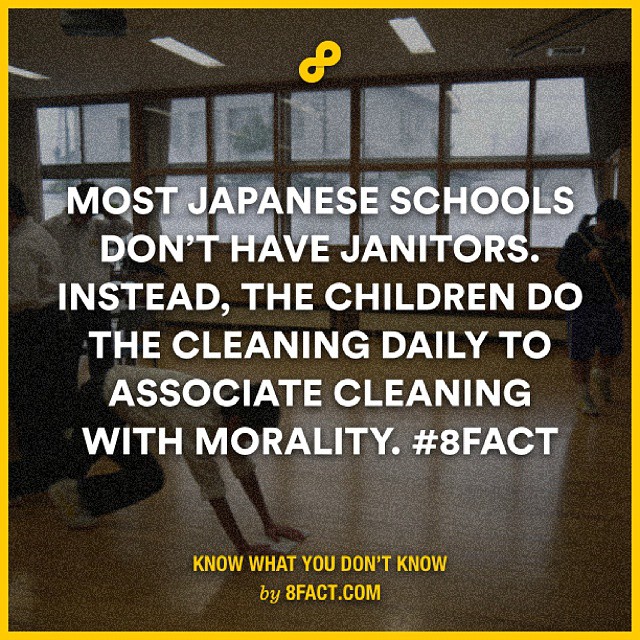 MOST JAPANESE SCHOOLS
DON'T HAVE JANITORS.
INSTEAD, THE CHILDREN DO
THE CLEANING DAILY TO
ASSOCIATE CLEANING
WITH MORALITY. #8FACT
KNOW WHAT YOU DON'T KNOW
by 8FACT.COM